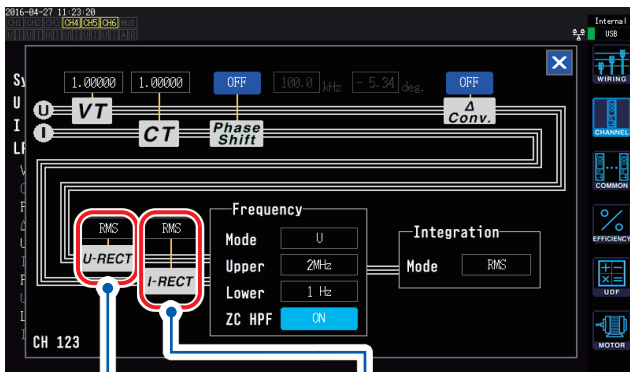 2016-04-27 11:23:20
CH1 CH2 CH3 CH4 CH5 CH6 Mot
U I U I U I U I U I U I A B
Internal
USB
1.00000 1.00000 OFF 100.0 kHz - 5.34 deg. OFF
U VT Δ Conv.
I CT Phase Shift
WIRING
CHANNEL
COMMON
EFFICIENCY
UDF
MOTOR
RMS RMS
U-RECT
I-RECT
Frequency
Mode U
Upper 2MHz
Lower 1 Hz
ZC HPF ON
Integration
Mode RMS
CH 123